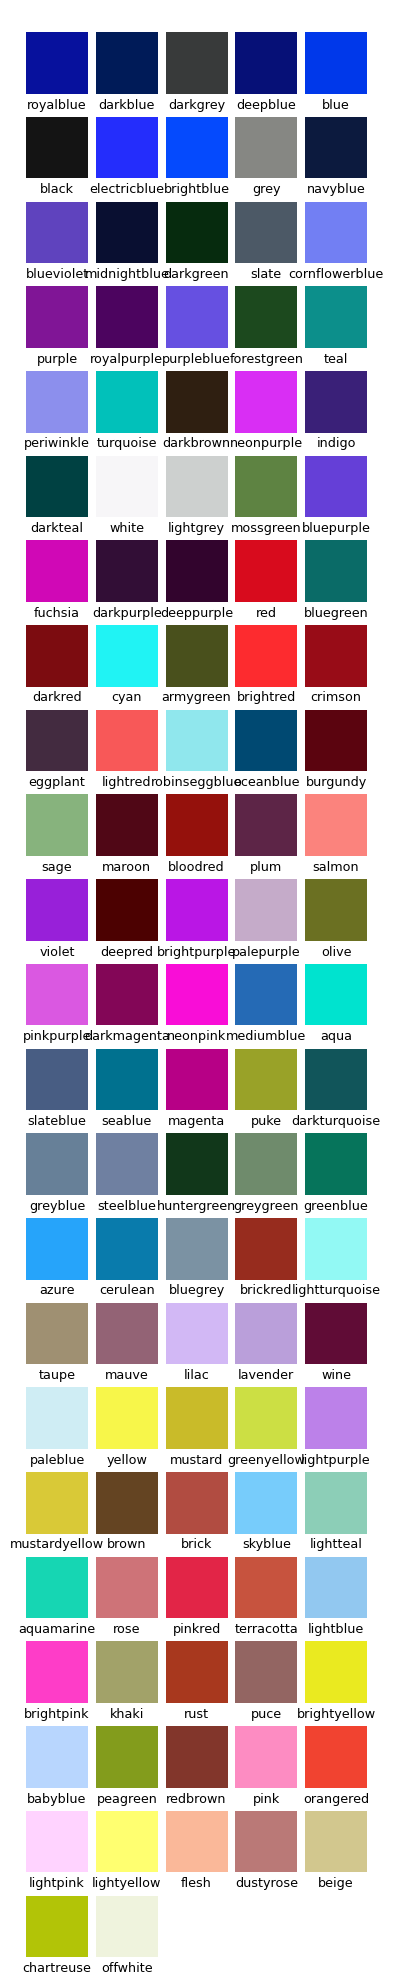 royalblue darkblue darkgrey deepblue blue
black electricblue brightblue grey navyblue
blueviolet midnightblue darkgreen slate cornflowerblue
purple royalpurple purpleblue forestgreen teal
periwinkle turquoise darkbrown neonpurple indigo
darkteal white lightgrey mossgreen bluepurple
fuchsia darkpurple deeppurple red bluegreen
darkred cyan armygreen brightred crimson
eggplant lightred robinseggblue oceanblue burgundy
sage maroon bloodred plum salmon
violet deepred brightpurple palepurple olive
pinkpurple darkmagenta neonpink mediumblue aqua
slateblue seablue magenta puke darkturquoise
greyblue steelblue huntergreen greygreen greenblue
azure cerulean bluegrey brickred lightturquoise
taupe mauve lilac lavender wine
paleblue yellow mustard greenyellow lightpurple
mustardyellow brown brick skyblue lightteal
aquamarine rose pinkred terracotta lightblue
brightpink khaki rust puce brightyellow
babyblue peagreen redbrown pink orangered
lightpink lightyellow flesh dustyrose beige
chartreuse offwhite